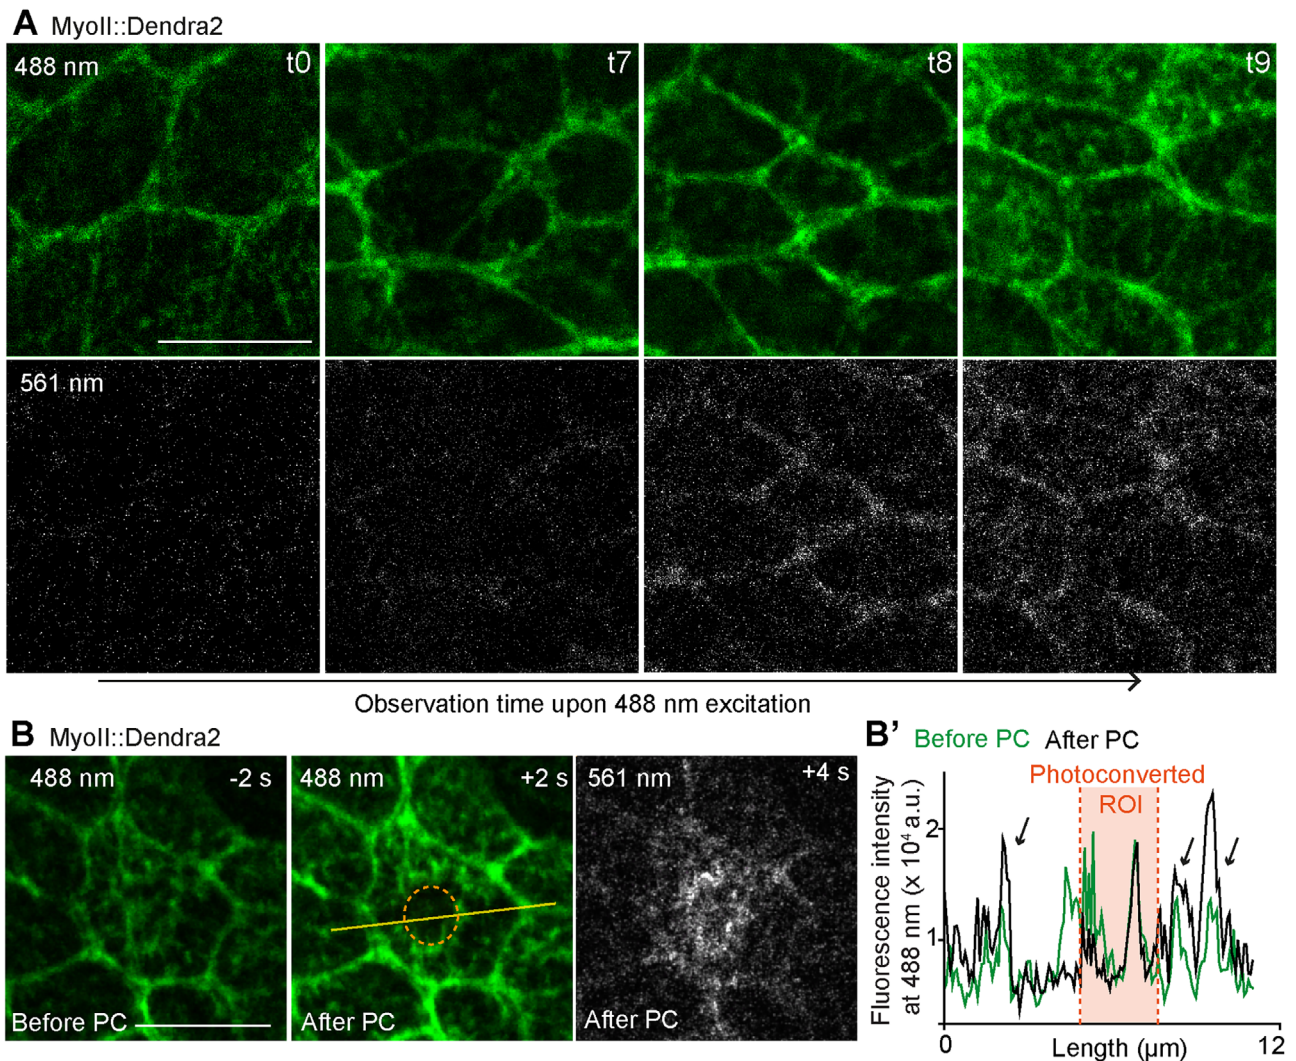 A MyoII::Dendra2
488 nm t0 t7 t8 t9
561 nm
Observation time upon 488 nm excitation
B MyoII::Dendra2
488 nm -2 s
Before PC
488 nm +2 s
After PC
561 nm +4 s
After PC
B’ Before PC After PC
Photoconverted
ROI
Fluorescence intensity
at 488 nm (x 10⁴ a.u.)
2
1
0 12
Length (µm)